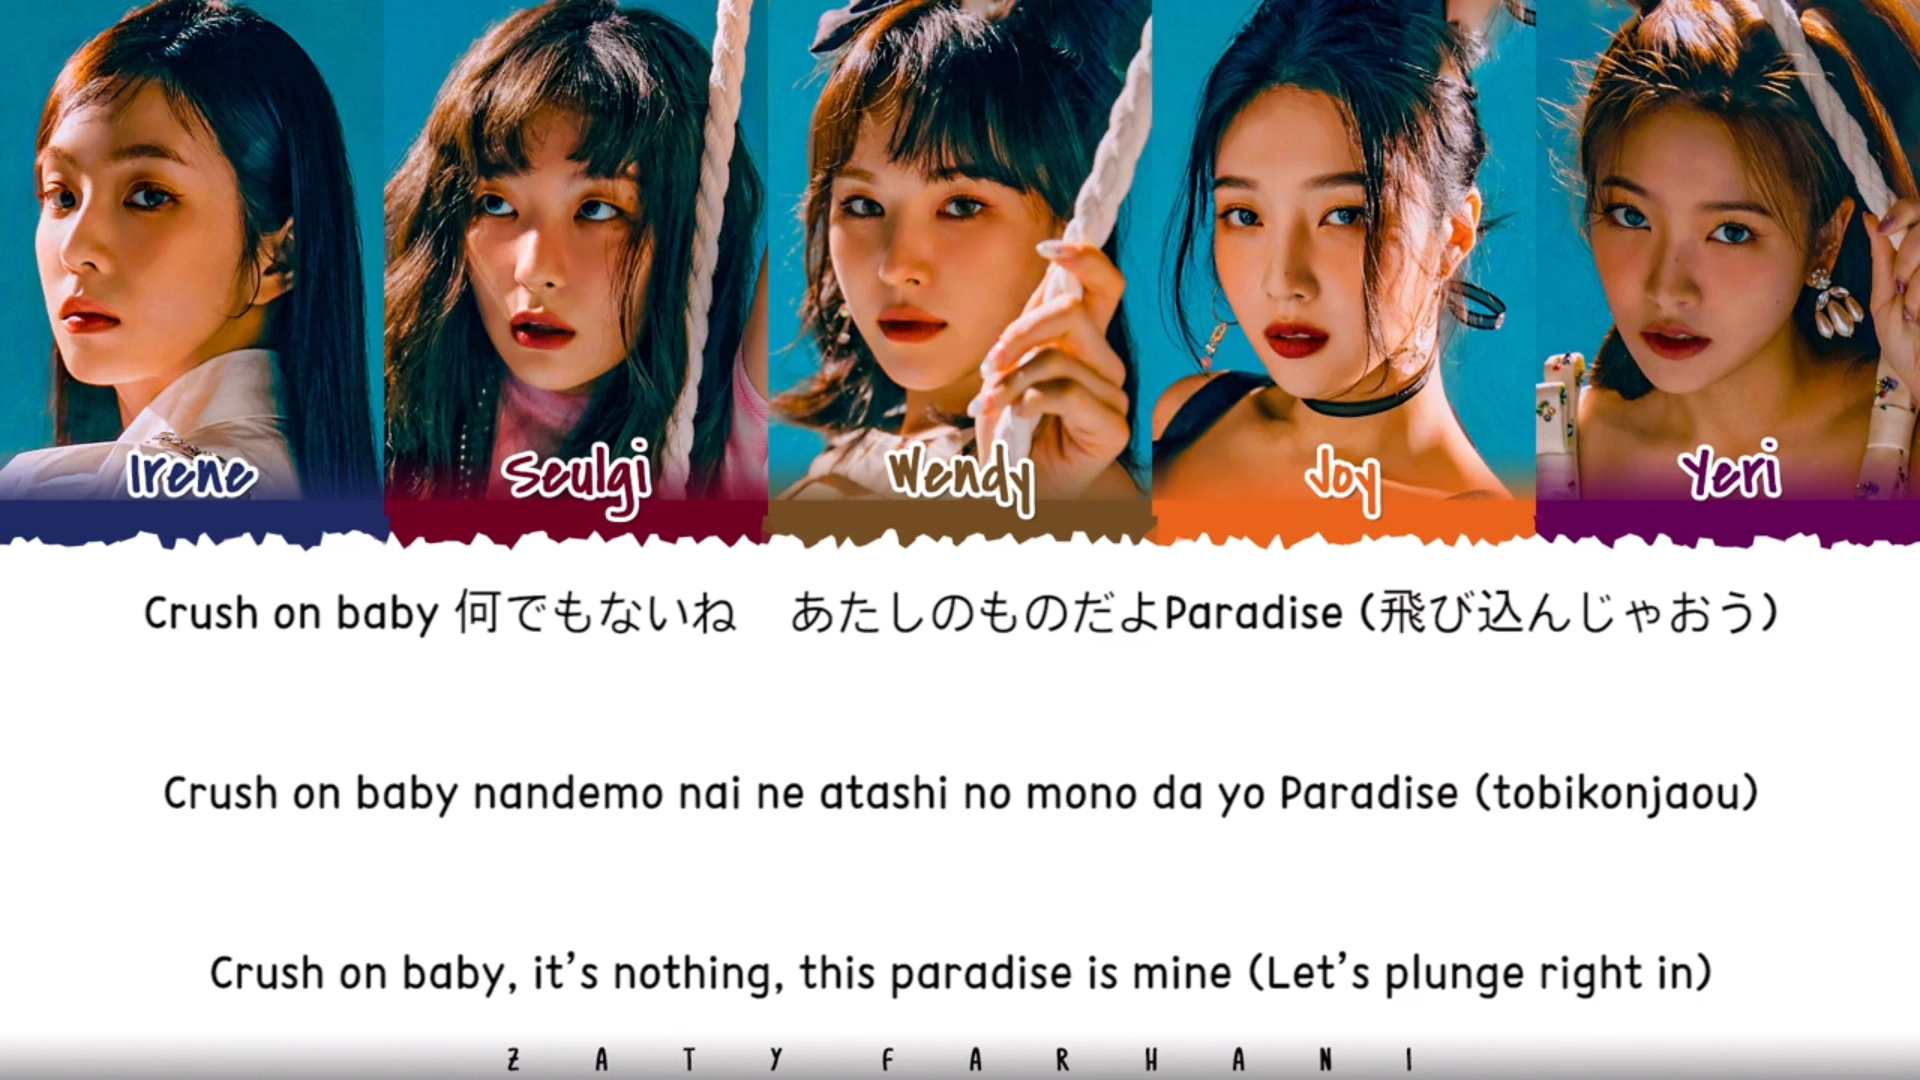 Irene
Seulgi
Wendy
Joy
Yeri
Crush on baby 何でもないね　あたしのものだよParadise (飛び込んじゃおう)
Crush on baby nandemo nai ne atashi no mono da yo Paradise (tobikonjaou)
Crush on baby, it's nothing, this paradise is mine (Let's plunge right in)
ZATY FARHANI